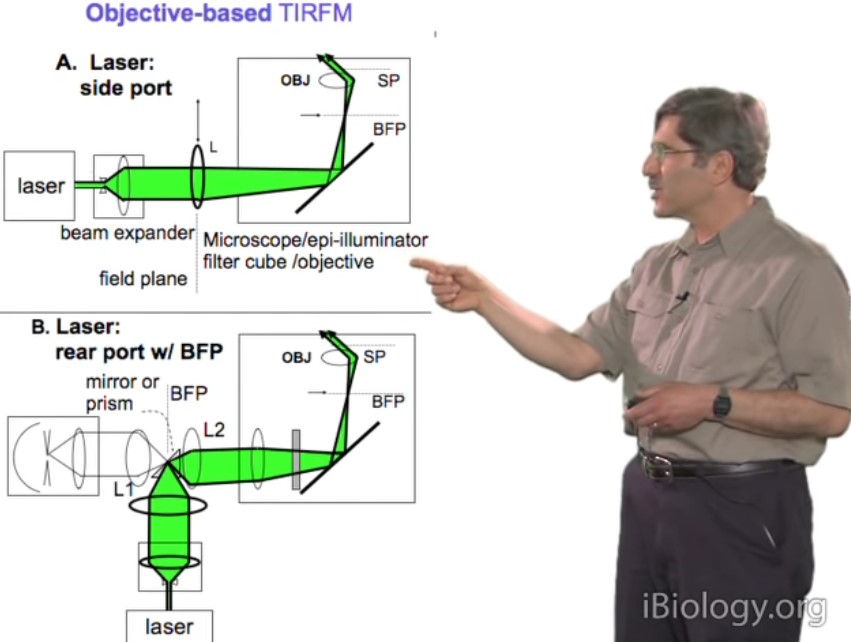 Objective-based TIRFM
A. Laser:
side port
OBJ
SP
BFP
L
laser
beam expander
Microscope/epi-illuminator
filter cube /objective
field plane
B. Laser:
rear port w/ BFP
mirror or
prism
BFP
OBJ
SP
BFP
L2
L1
laser
iBiology.org